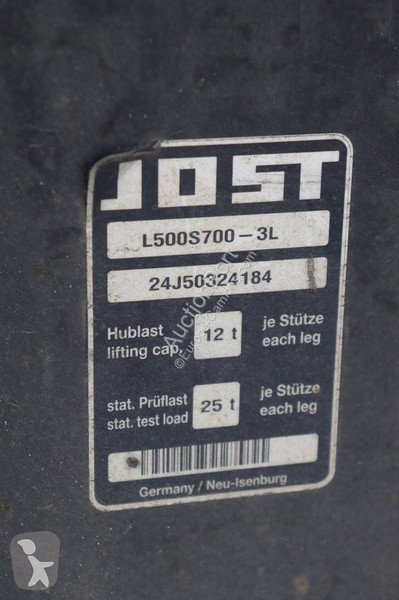 JOST
L500S700 – 3L
24J50324184
Hublast
lifting cap.
12 t
je Stütze
each leg
stat. Prüflast
stat. test load
25 t
je Stütze
each leg
Germany / Neu-Isenburg